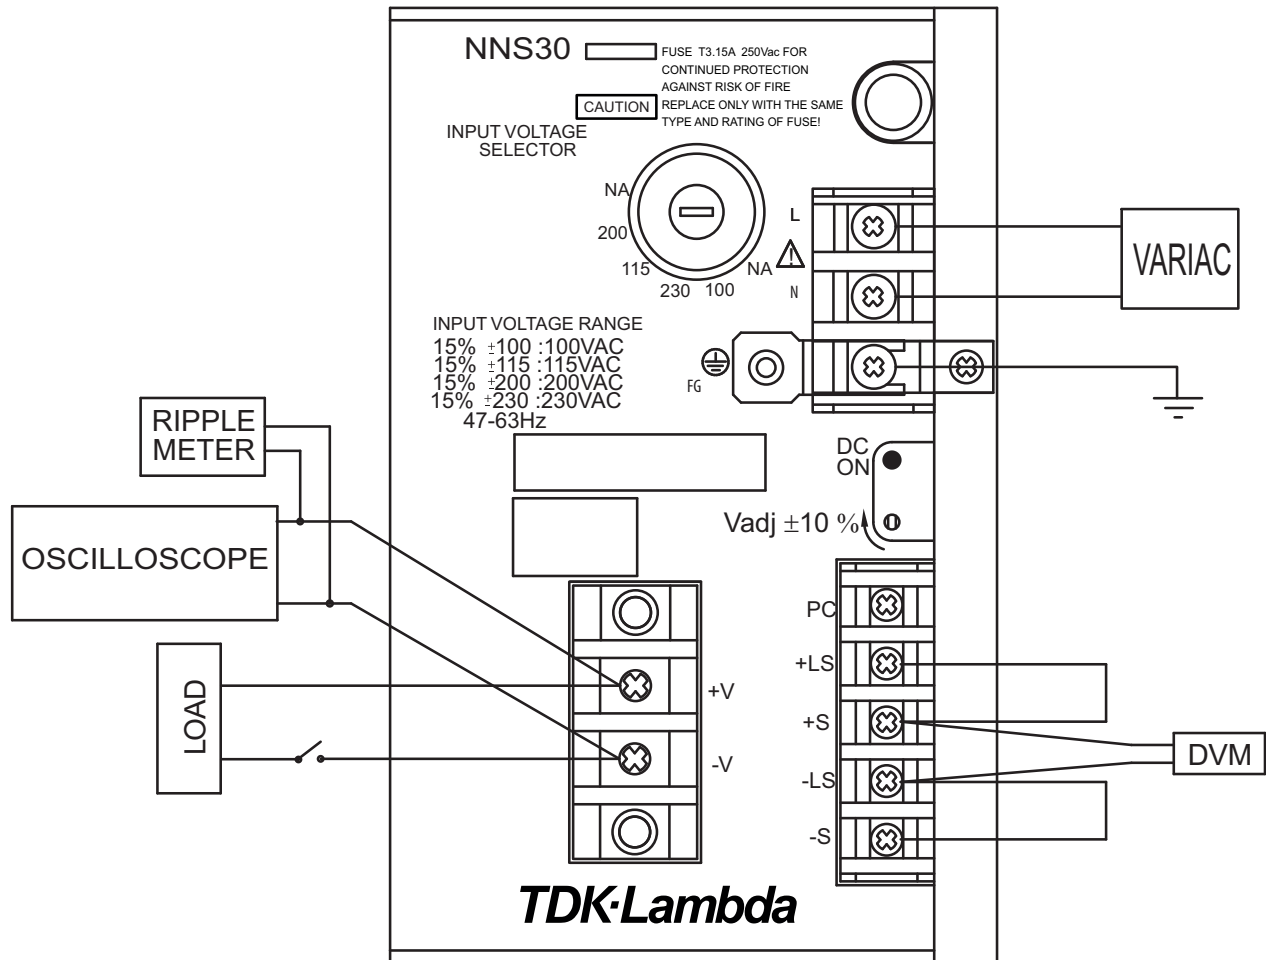 NNS30
FUSE T3.15A 250Vac FOR
CONTINUED PROTECTION
AGAINST RISK OF FIRE
CAUTION
REPLACE ONLY WITH THE SAME
TYPE AND RATING OF FUSE!
INPUT VOLTAGE
SELECTOR
NA
200
115
230
100
NA
L
N
VARIAC
INPUT VOLTAGE RANGE
15% ±100 :100VAC
15% ±115 :115VAC
15% ±200 :200VAC
15% ±230 :230VAC
47-63Hz
FG
RIPPLE
METER
DC
ON
Vadj ±10 %
OSCILLOSCOPE
PC
+LS
+S
-LS
-S
LOAD
+V
-V
DVM
TDK·Lambda